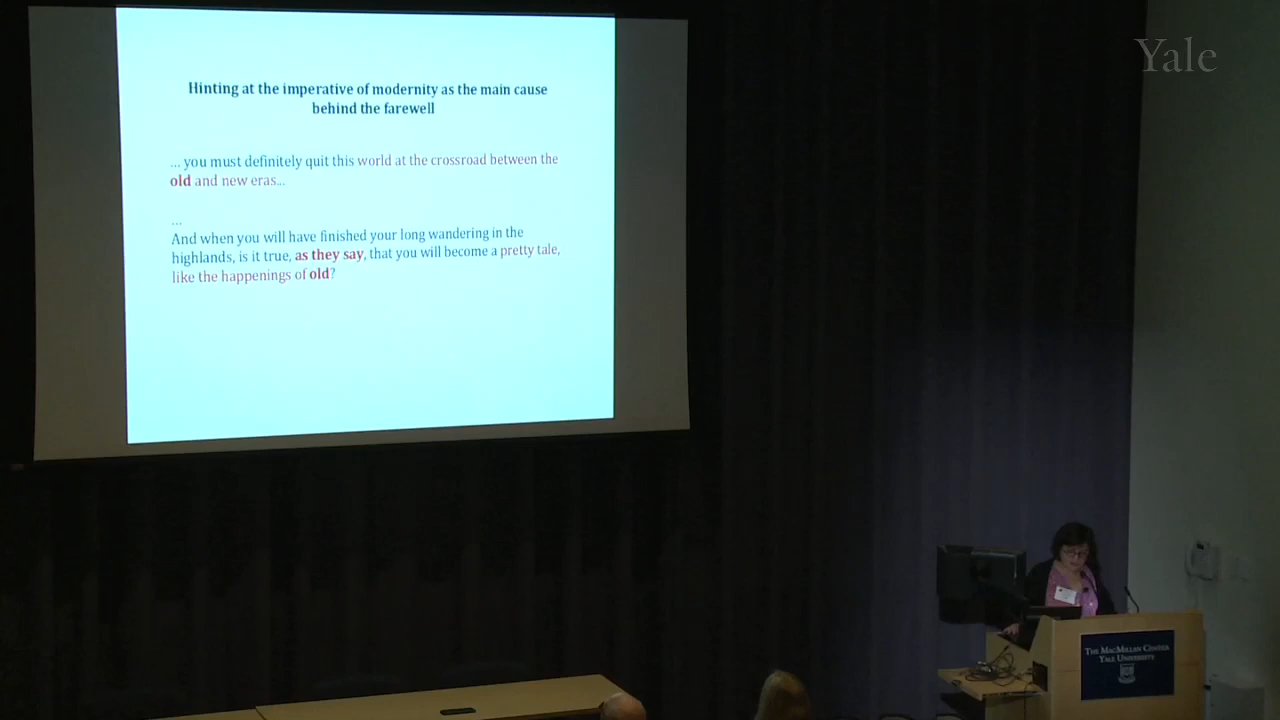 Hinting at the imperative of modernity as the main cause
behind the farewell
... you must definitely quit this world at the crossroad between the
old and new eras...
...
And when you will have finished your long wandering in the
highlands, is it true, as they say, that you will become a pretty tale,
like the happenings of old?
Yale
THE MACMILLAN CENTER
YALE UNIVERSITY